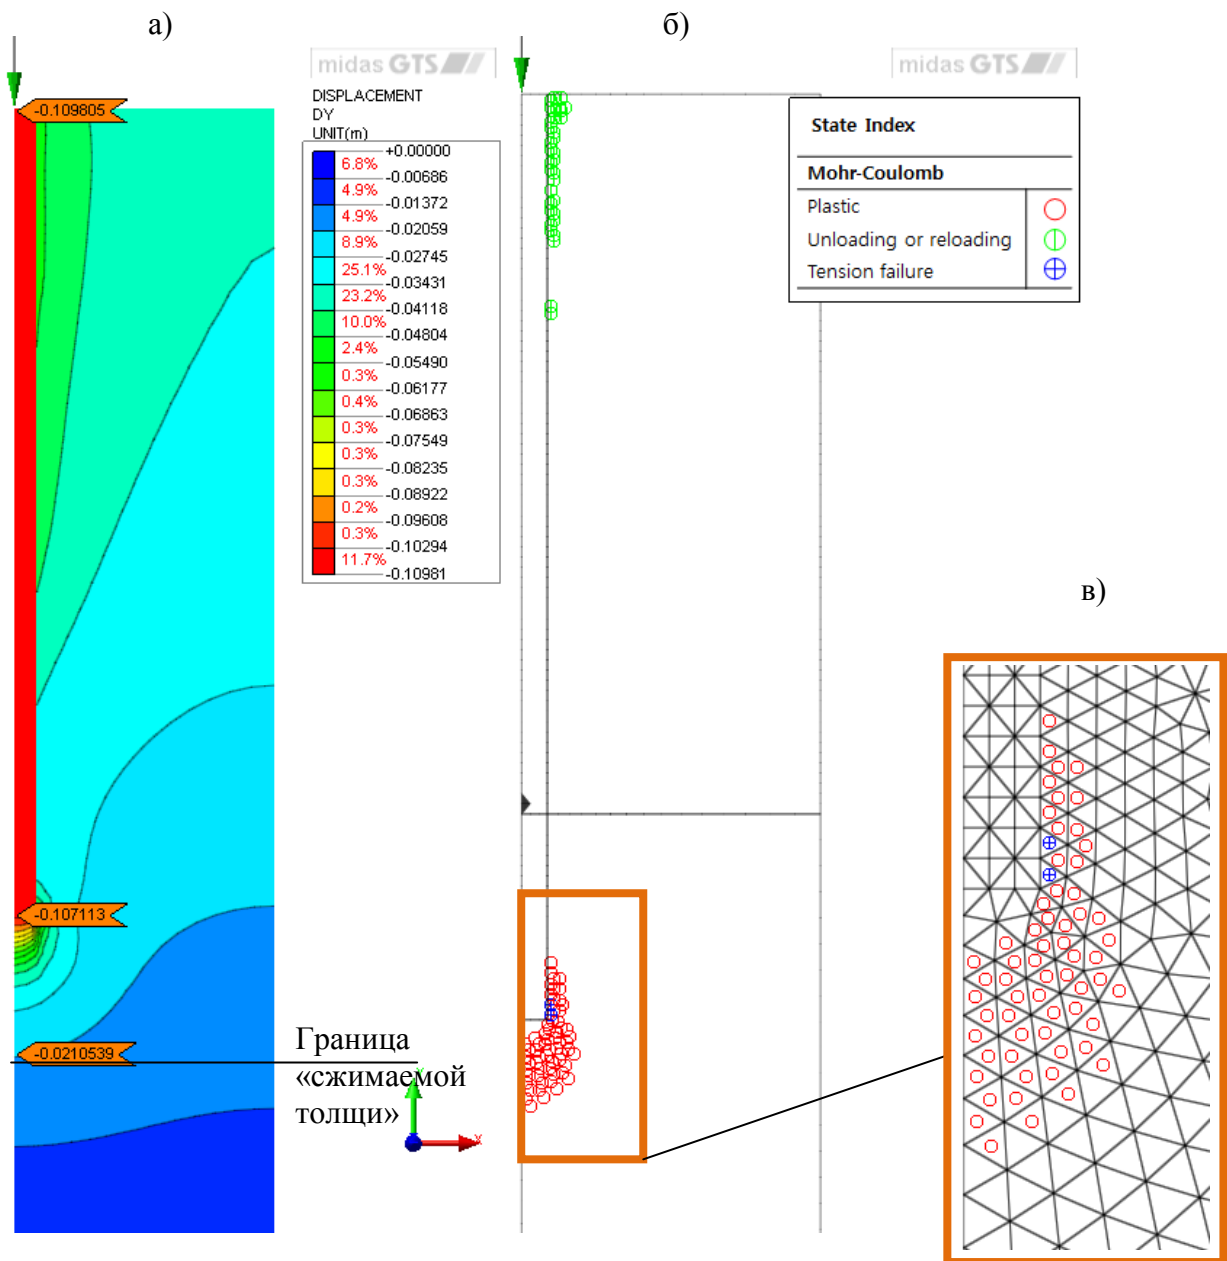 а)
б)
midas GTS
midas GTS
-0.109805
DISPLACEMENT
DY
UNIT(m)
+0.00000
6.8%
-0.00686
4.9%
-0.01372
4.9%
-0.02059
8.9%
-0.02745
25.1%
-0.03431
23.2%
-0.04118
10.0%
-0.04804
2.4%
-0.05490
0.3%
-0.06177
0.4%
-0.06863
0.3%
-0.07549
0.3%
-0.08235
0.3%
-0.08922
0.2%
-0.09608
0.3%
-0.10294
11.7%
-0.10981
State Index
Mohr-Coulomb
Plastic
Unloading or reloading
Tension failure
в)
-0.107113
-0.0210539
Граница
«сжимаемой
толщи»
Y
X